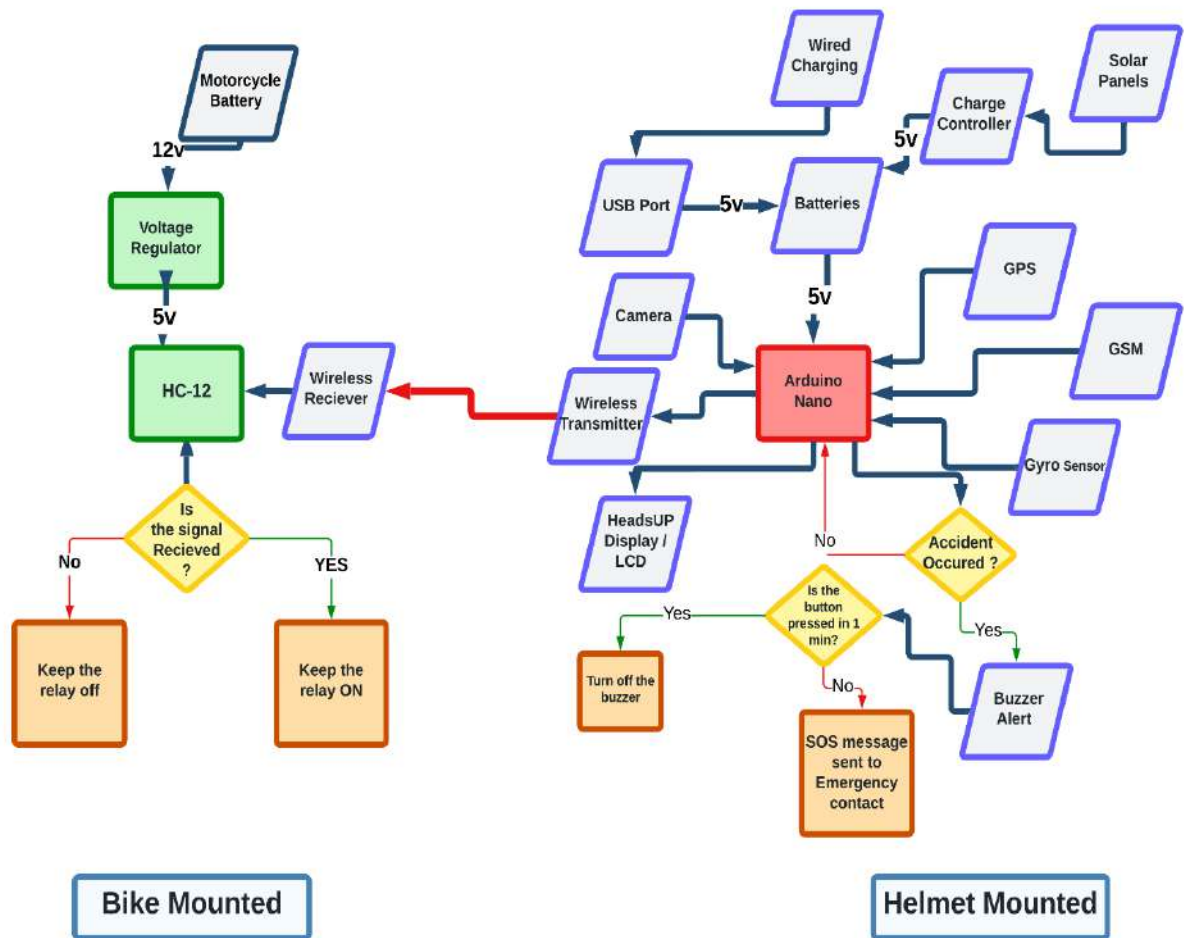 Motorcycle
Battery
12v
Voltage
Regulator
5v
HC-12
Wireless
Reciever
Is
the signal
Recieved
?
No
YES
Keep the
relay off
Keep the
relay ON
Bike Mounted
Wired
Charging
Solar
Panels
Charge
Controller
5v
USB Port
5v
Batteries
5v
GPS
Camera
GSM
Arduino
Nano
Wireless
Transmitter
Gyro Sensor
HeadsUP
Display /
LCD
No
Accident
Occured ?
Yes
Is the
button
pressed in 1
min?
Yes
Turn off the
buzzer
No
Buzzer
Alert
SOS message
sent to
Emergency
contact
Helmet Mounted